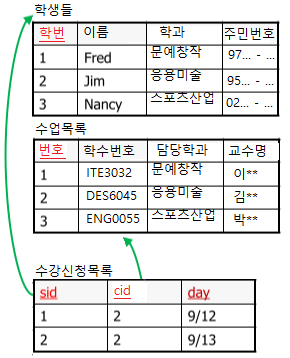 학생들
학번 이름 학과 주민번호
1 Fred 문예창작 97... - ...
2 Jim 응용미술 95... - ...
3 Nancy 스포츠산업 02... - ...
수업목록
번호 학수번호 담당학과 교수명
1 ITE3032 문예창작 이**
2 DES6045 응용미술 김**
3 ENG0055 스포츠산업 박**
수강신청목록
sid cid day
1 2 9/12
2 2 9/13